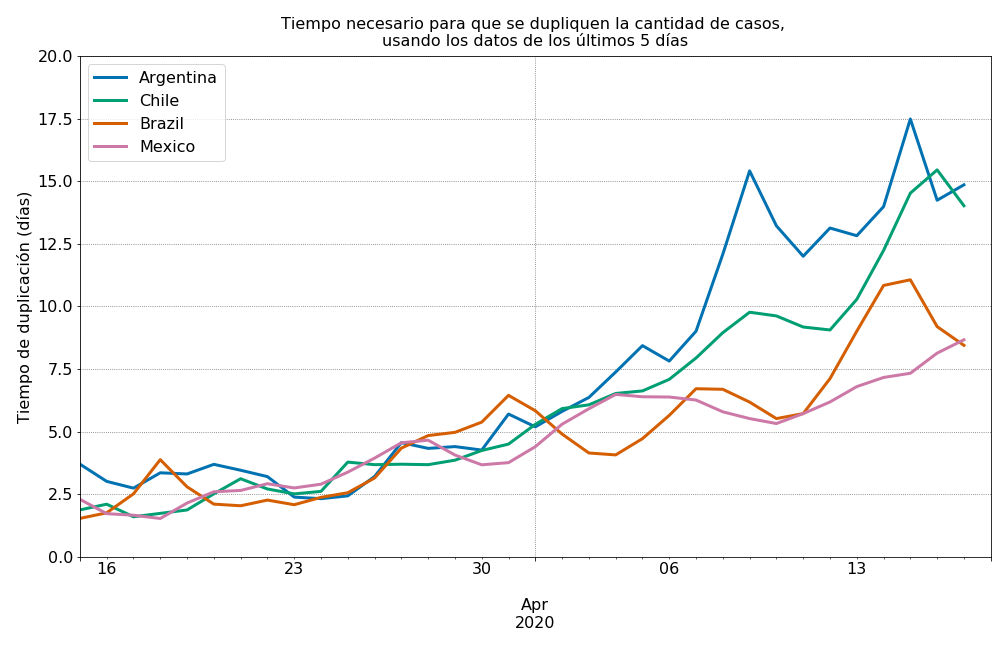 Tiempo necesario para que se dupliquen la cantidad de casos,
usando los datos de los últimos 5 días
Argentina
Chile
Brazil
Mexico
Tiempo de duplicación (días)
20.0
17.5
15.0
12.5
10.0
7.5
5.0
2.5
0.0
16 23 30 06 13
Apr
2020